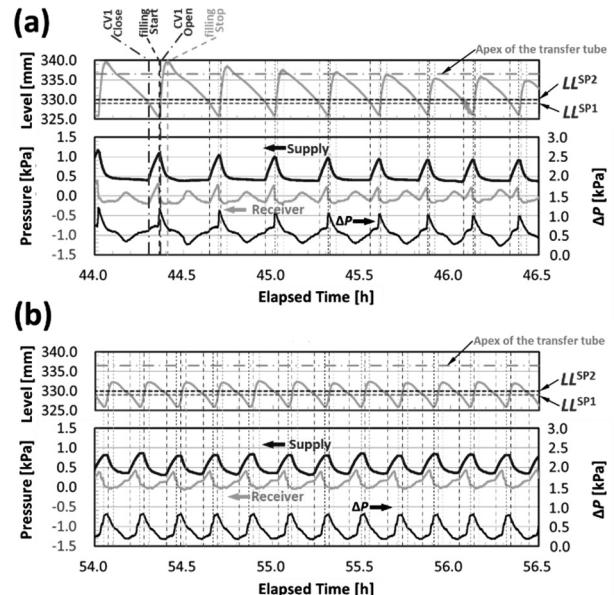 (a)
CV1 Close
filling Start
CV1 Open
filling Stop
Apex of the transfer tube
Level [mm]
340.0
335.0
330.0
325.0
LL^SP2
LL^SP1
Pressure [kPa]
1.5
1.0
0.5
0.0
-0.5
-1.0
-1.5
Supply
Receiver
ΔP
3.0
2.5
2.0
1.5
1.0
0.5
0.0
ΔP [kPa]
44.0 44.5 45.0 45.6 46.0 46.5
Elapsed Time [h]
(b)
Apex of the transfer tube
Level [mm]
340.0
335.0
330.0
325.0
LL^SP2
LL^SP1
Pressure [kPa]
1.5
1.0
0.5
0.0
-0.5
-1.0
-1.5
Supply
Receiver
ΔP
3.0
2.5
2.0
1.5
1.0
0.5
0.0
ΔP [kPa]
54.0 54.5 55.0 55.5 56.0 56.5
Elapsed Time [h]